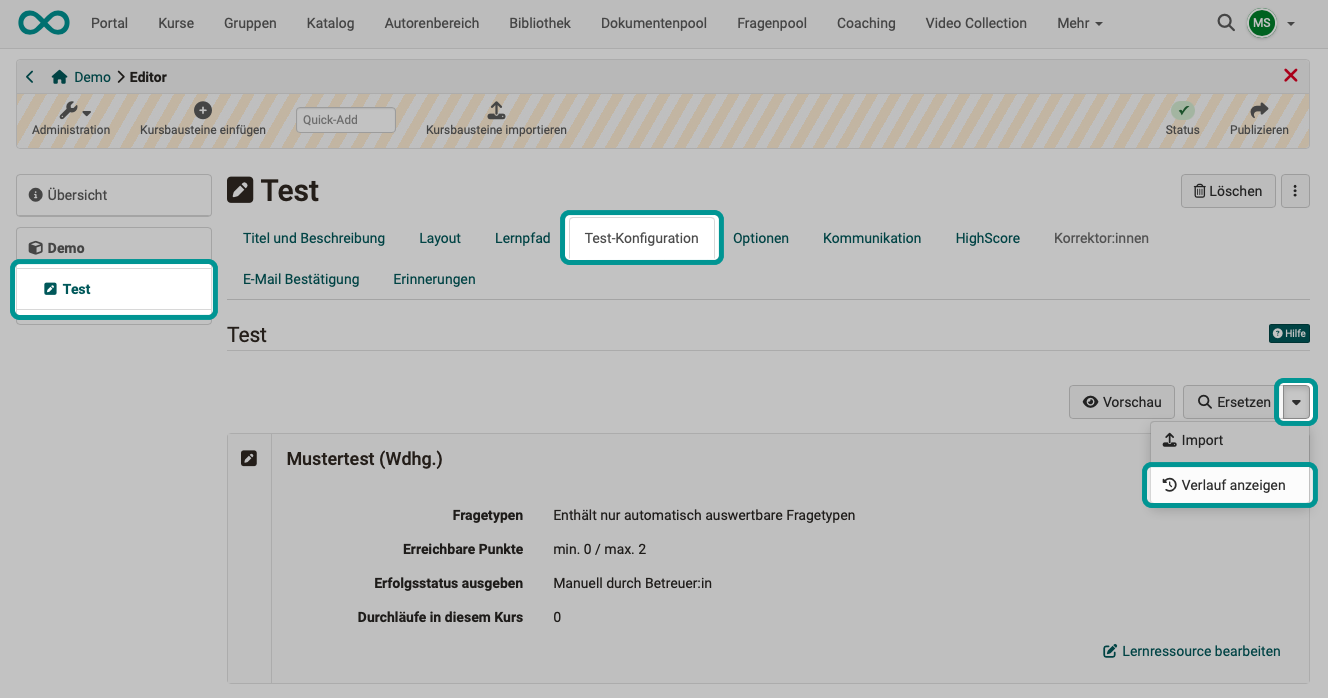 Portal Kurse Gruppen Katalog Autorenbereich Bibliothek Dokumentenpool Fragenpool Coaching Video Collection Mehr MS
Demo Editor
Administration Kursbausteine einfügen Quick-Add Kursbausteine importieren Status Publizieren
Übersicht
Demo
Test
Test
Löschen
Titel und Beschreibung Layout Lernpfad Test-Konfiguration Optionen Kommunikation HighScore Korrektor:innen
E-Mail Bestätigung Erinnerungen
Test
Hilfe
Vorschau Ersetzen
Import
Verlauf anzeigen
Mustertest (Wdhg.)
Fragetypen Enthält nur automatisch auswertbare Fragetypen
Erreichbare Punkte min. 0 / max. 2
Erfolgsstatus ausgeben Manuell durch Betreuer:in
Durchläufe in diesem Kurs 0
Lernressource bearbeiten